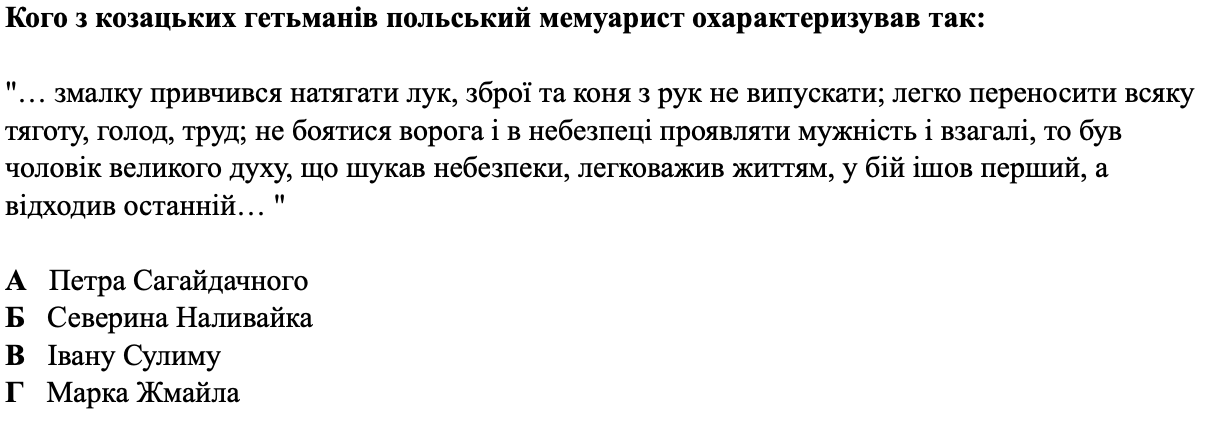 Кого з козацьких гетьманів польський мемуарист охарактеризував так:
"… змалку привчився натягати лук, зброї та коня з рук не випускати; легко переносити всяку
тяготу, голод, труд; не боятися ворога і в небезпеці проявляти мужність і взагалі, то був
чоловік великого духу, що шукав небезпеки, легковажив життям, у бій ішов перший, а
відходив останній… "
А Петра Сагайдачного
Б Северина Наливайка
В Івану Сулиму
Г Марка Жмайла